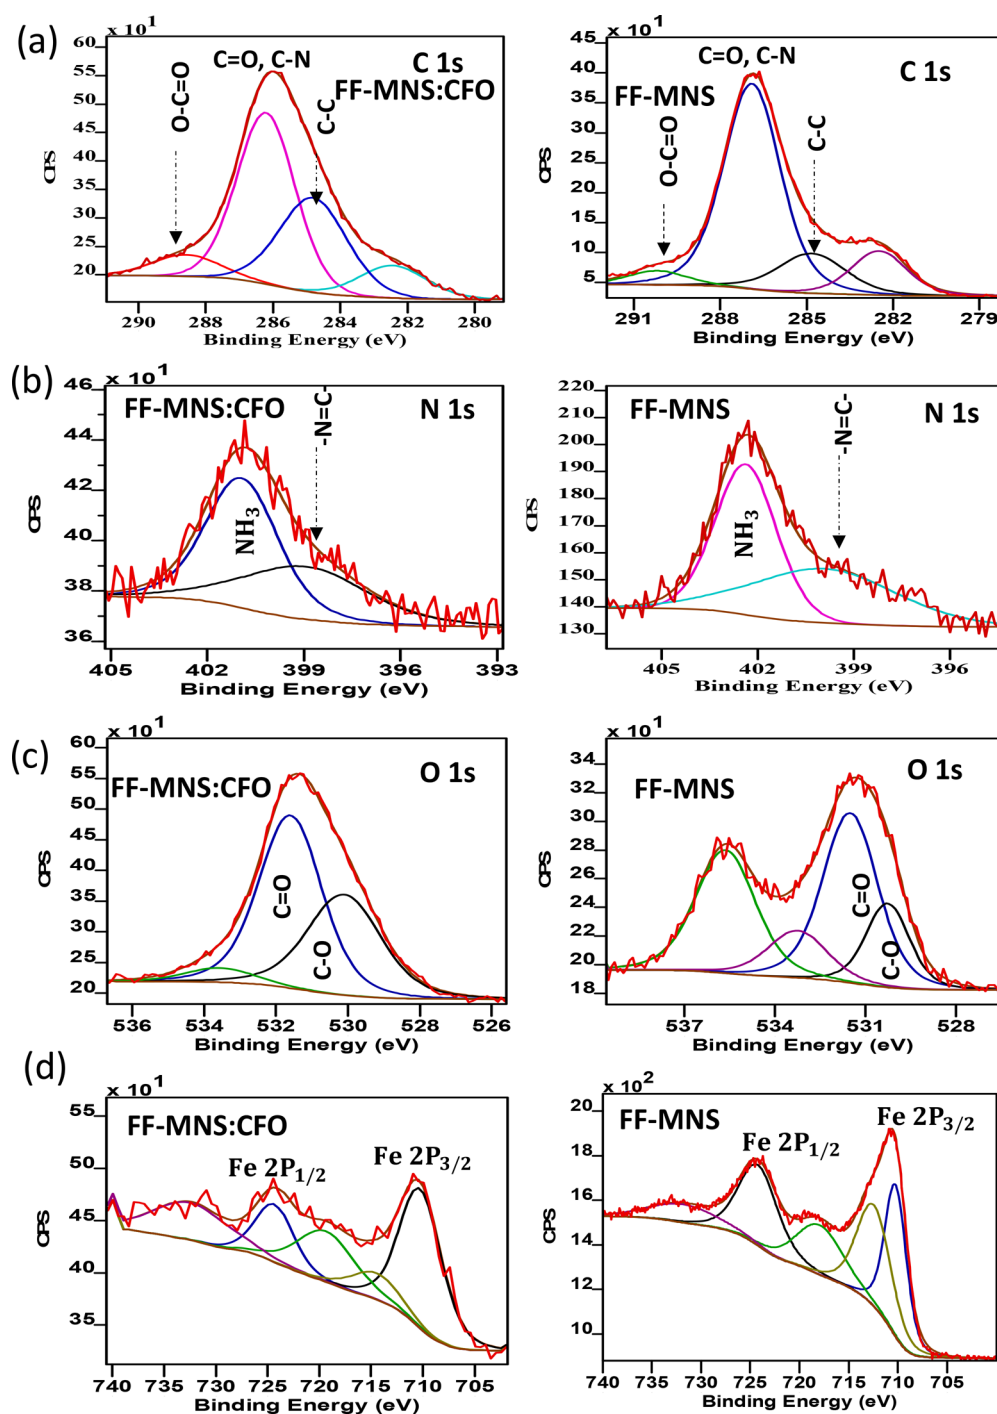 (a)
x 10¹
C=O, C-N
C 1s
FF-MNS:CFO
O-C=O
C-C
CPS
60
50
40
30
20
290 288 286 284 282 280
Binding Energy (eV)
x 10¹
C=O, C-N
C 1s
FF-MNS
O-C=O
C-C
CPS
45
40
35
30
25
20
15
10
5
291 288 285 282 279
Binding Energy (eV)
(b)
x 10¹
FF-MNS:CFO
N 1s
-N=C-
NH₃
CPS
46
44
42
40
38
36
405 402 399 396 393
Binding Energy (eV)
FF-MNS
N 1s
-N=C-
NH₃
CPS
220
210
200
190
180
170
160
150
140
130
405 402 399 396
Binding Energy (eV)
(c)
x 10¹
FF-MNS:CFO
O 1s
C=O
C-O
CPS
60
55
50
45
40
35
30
25
20
536 534 532 530 528 526
Binding Energy (eV)
x 10¹
FF-MNS
O 1s
C=O
C-O
CPS
34
32
30
28
26
24
22
20
18
537 534 531 528
Binding Energy (eV)
(d)
x 10¹
FF-MNS:CFO
Fe 2P₁/₂
Fe 2P₃/₂
CPS
55
50
45
40
35
740 730 720 710
735 725 715 705
Binding Energy (eV)
x 10²
FF-MNS
Fe 2P₁/₂
Fe 2P₃/₂
CPS
20
18
16
14
12
10
740 735 730 725 720 715 710 705
Binding Energy (eV)